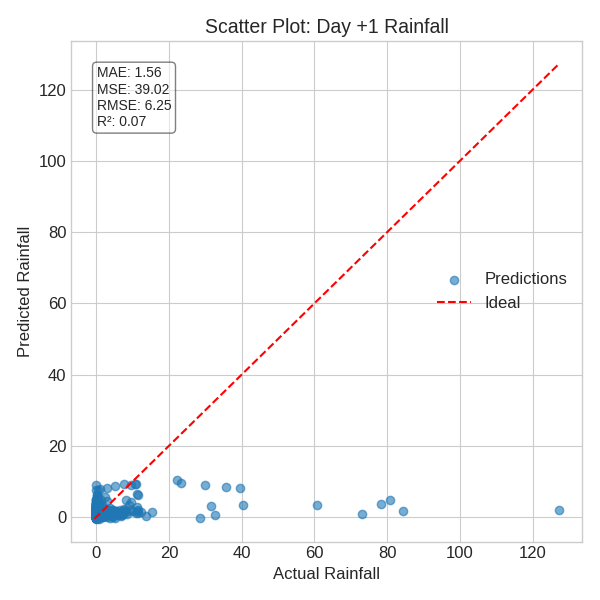 Scatter Plot: Day +1 Rainfall
MAE: 1.56
MSE: 39.02
RMSE: 6.25
R²: 0.07
Predicted Rainfall
120
100
80
60
40
20
0
Predictions
Ideal
0 20 40 60 80 100 120
Actual Rainfall